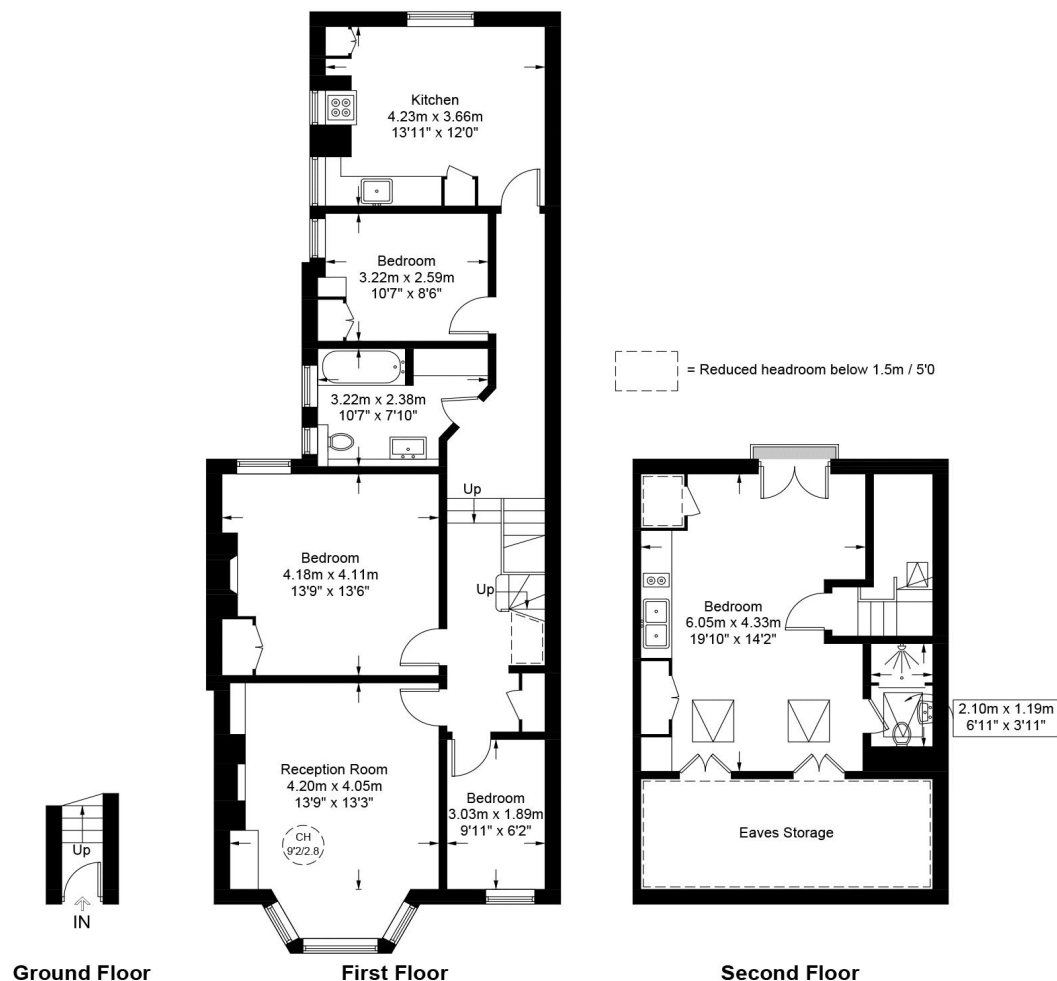 Kitchen
4.23m x 3.66m
13'11" x 12'0"
Bedroom
3.22m x 2.59m
10'7" x 8'6"
3.22m x 2.38m
10'7" x 7'10"
Up
Bedroom
4.18m x 4.11m
13'9" x 13'6"
Up
Reception Room
4.20m x 4.05m
13'9" x 13'3"
CH
9'2/2.8
Bedroom
3.03m x 1.89m
9'11" x 6'2"
= Reduced headroom below 1.5m / 5'0
Bedroom
6.05m x 4.33m
19'10" x 14'2"
2.10m x 1.19m
6'11" x 3'11"
Eaves Storage
Up
IN
Ground Floor
First Floor
Second Floor